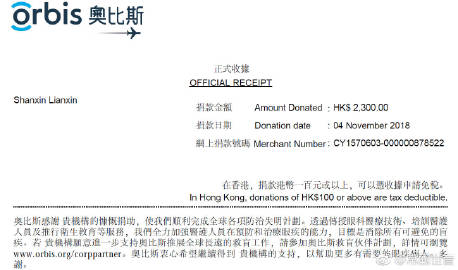 orbis 奧比斯
正式收據
OFFICIAL RECEIPT
Shanxin Lianxin
捐款金額 Amount Donated : HK$ 2,300.00
捐款日期 Donation date : 04 November 2018
網上捐款號碼 Merchant Number : CY1570603-000000878522
在香港，捐款港幣一百元或以上，可以憑收據申請免稅。
In Hong Kong, donations of HK$100 or above are tax deductible.
奧比斯感謝 貴機構的慷慨捐助，使我們順利完成全球各項防治失明計劃。透過傳授眼科醫療技術、培訓醫護
人員及推行衛生教育等服務，我們全力加強醫護人員在預防和治療眼疾的能力，目標是消除所有可避免的盲
疾。若 貴機構願意進一步支持奧比斯推展全球長遠的救盲工作，請參加奧比斯救盲伙伴計劃，詳情可瀏覽
www.orbis.org/corppartner。奧比斯衷心希望繼續得到 貴機構的支持，以幫助更多有需要的眼疾病人。多
謝。